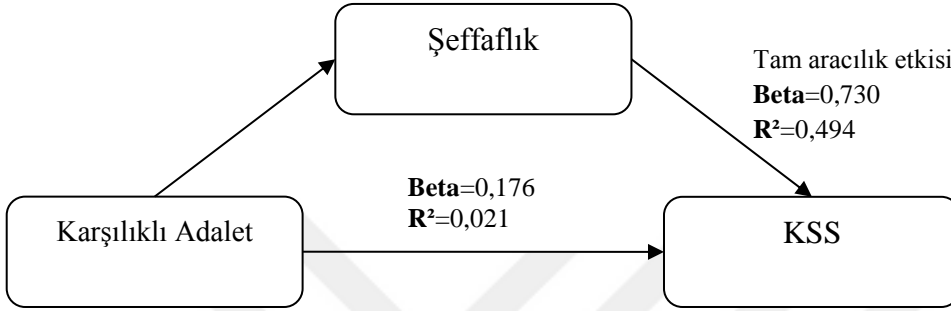 Şeffaflık
Tam aracılık etkisi
Beta=0,730
R²=0,494
Beta=0,176
R²=0,021
Karşılıklı Adalet
KSS